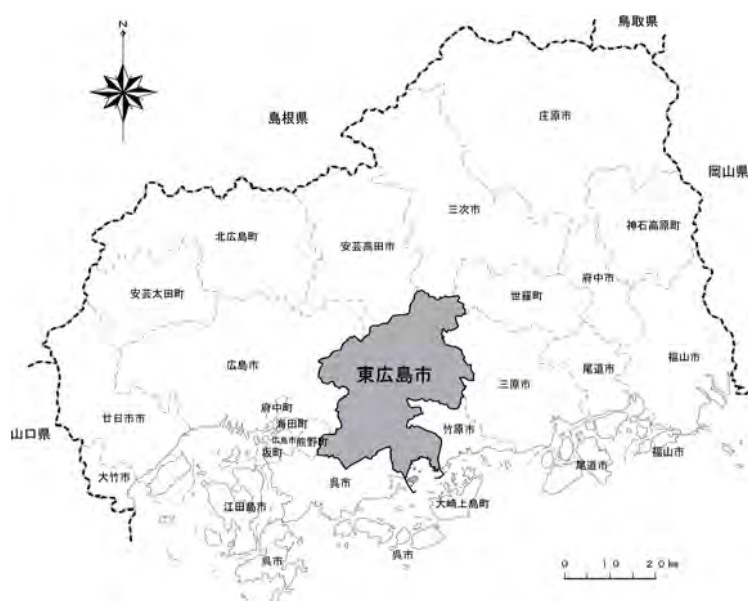 鳥取県
N
島根県
庄原市
岡山県
三次市
神石高原町
北広島町
安芸高田市
府中市
安芸太田町
世羅町
広島市
東広島市
尾道市
福山市
三原市
府中町
海田町
廿日市市
竹原市
山口県
広島市
熊野町
坂町
大竹市
呉市
尾道市
福山市
江田島市
大崎上島町
呉市
呉市
0 10 20km